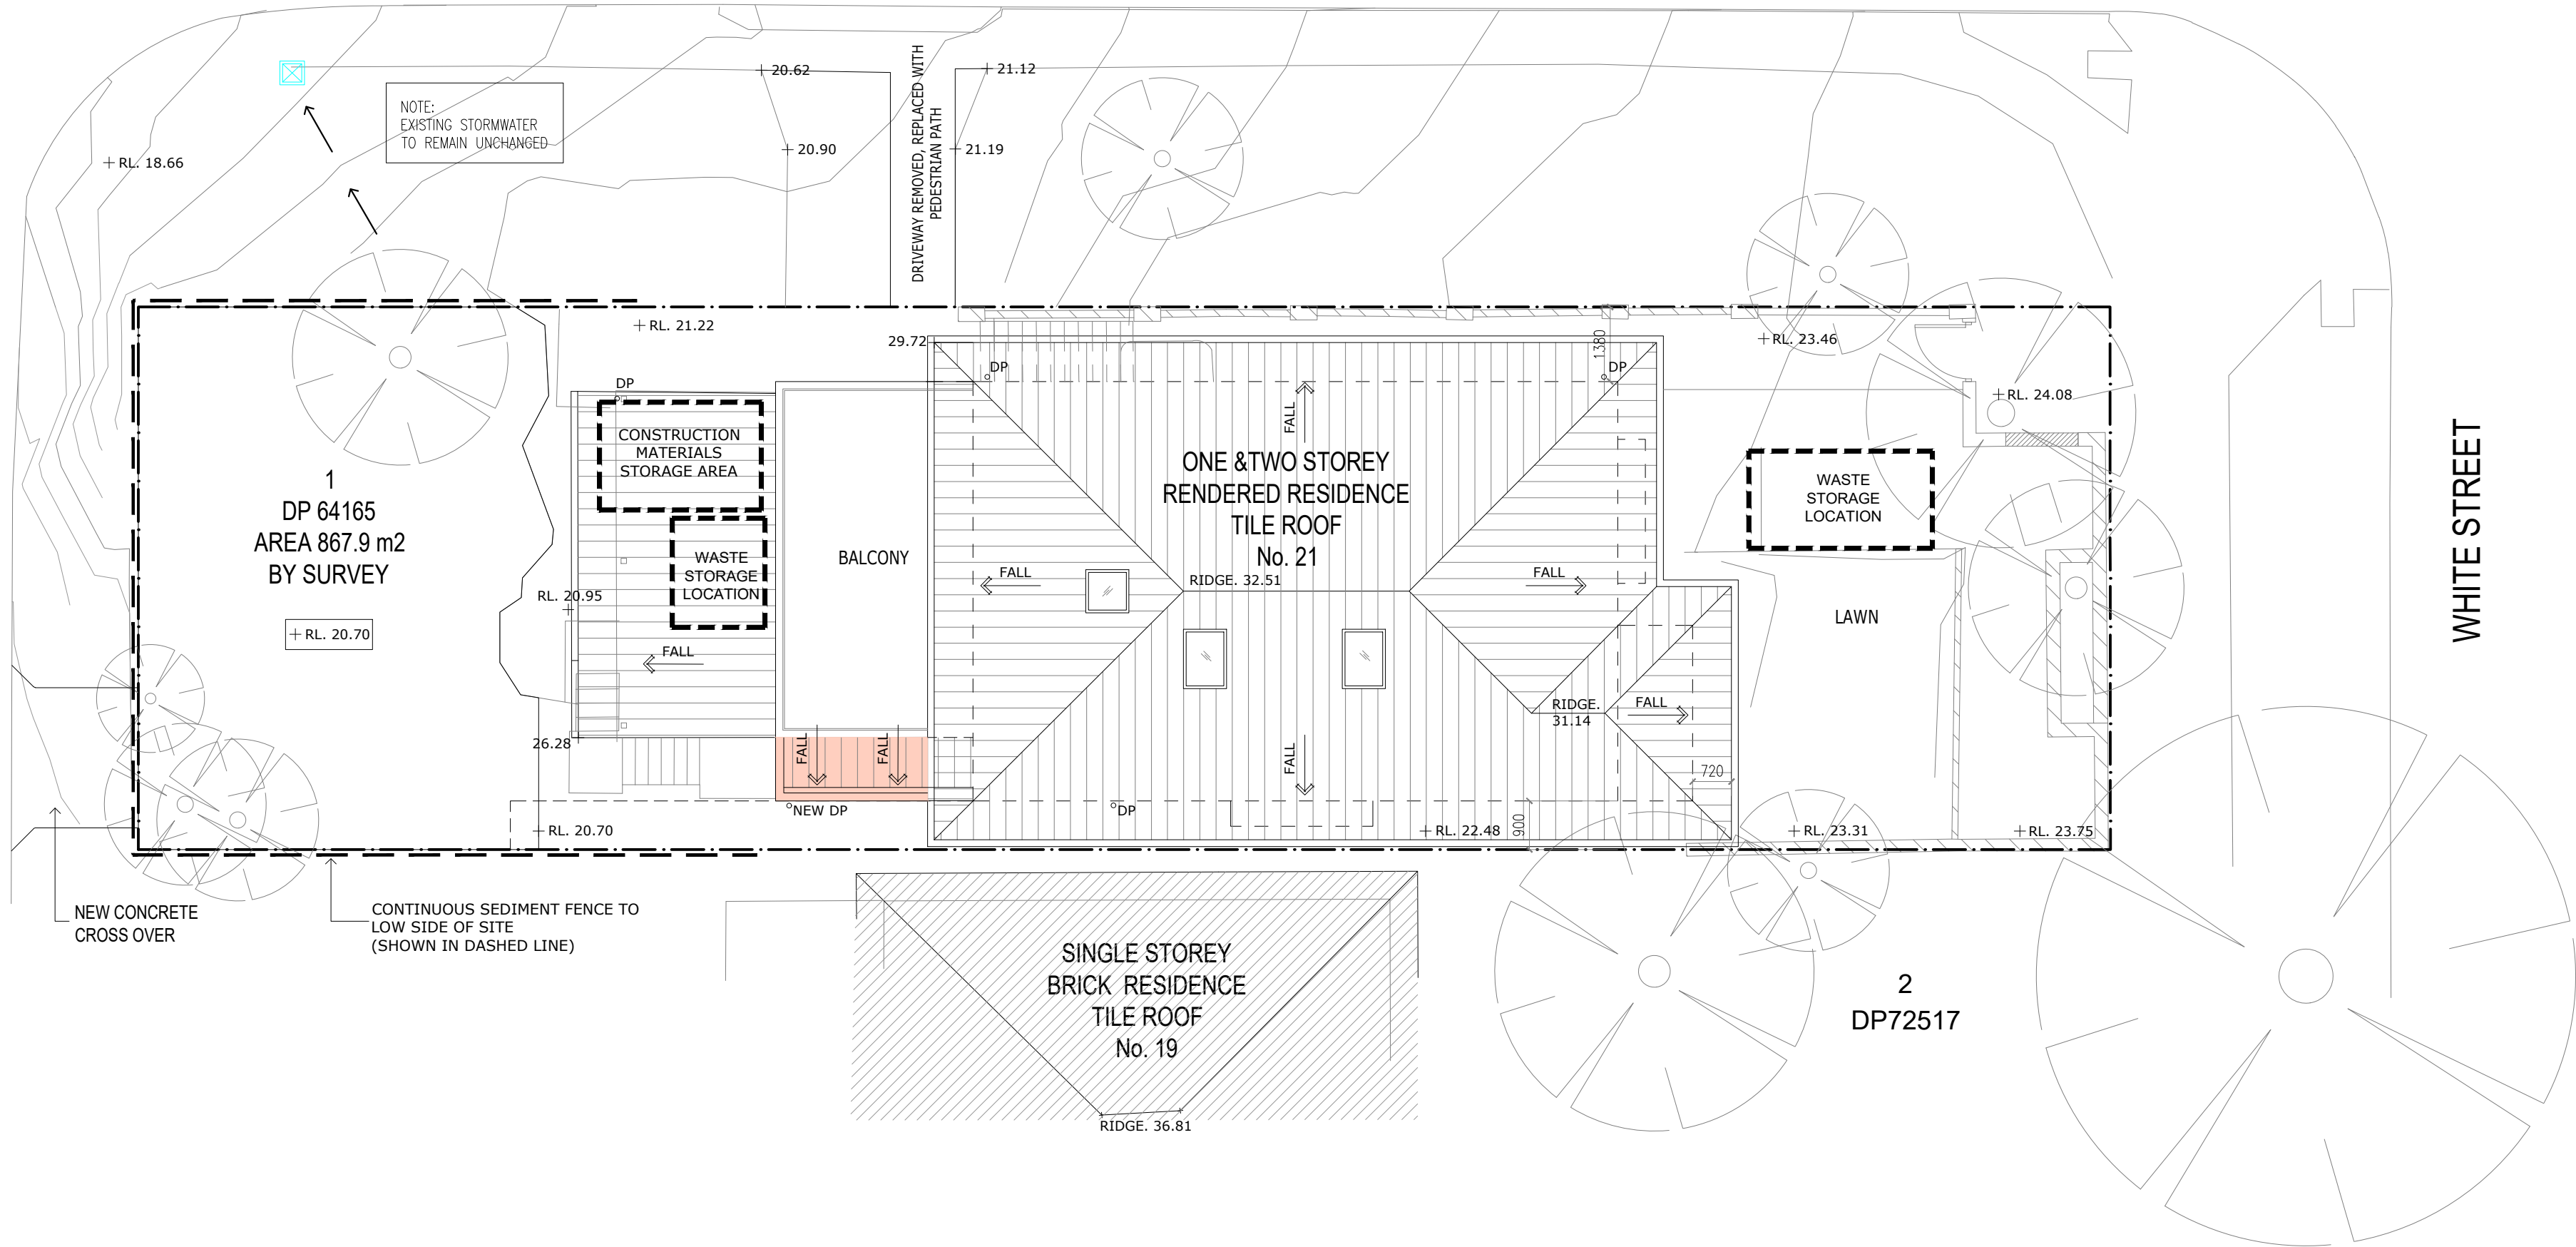 20.62
21.12
NOTE:
EXISTING STORMWATER
TO REMAIN UNCHANGED
DRIVEWAY REMOVED, REPLACED WITH
PEDESTRIAN PATH
RL. 18.66
20.90
21.19
RL. 21.22
29.72
1380
RL. 23.46
DP
DP
DP
RL. 24.08
CONSTRUCTION
MATERIALS
STORAGE AREA
FALL
ONE &TWO STOREY
RENDERED RESIDENCE
TILE ROOF
No. 21
WASTE
STORAGE
LOCATION
WHITE STREET
1
DP 64165
AREA 867.9 m2
BY SURVEY
WASTE
STORAGE
LOCATION
BALCONY
FALL
RIDGE. 32.51
FALL
RL. 20.95
LAWN
RL. 20.70
FALL
RIDGE.
31.14
FALL
26.28
FALL
FALL
FALL
720
NEW DP
DP
RL. 20.70
RL. 22.48
900
RL. 23.31
RL. 23.75
NEW CONCRETE
CROSS OVER
CONTINUOUS SEDIMENT FENCE TO
LOW SIDE OF SITE
(SHOWN IN DASHED LINE)
SINGLE STOREY
BRICK RESIDENCE
TILE ROOF
No. 19
2
DP72517
RIDGE. 36.81